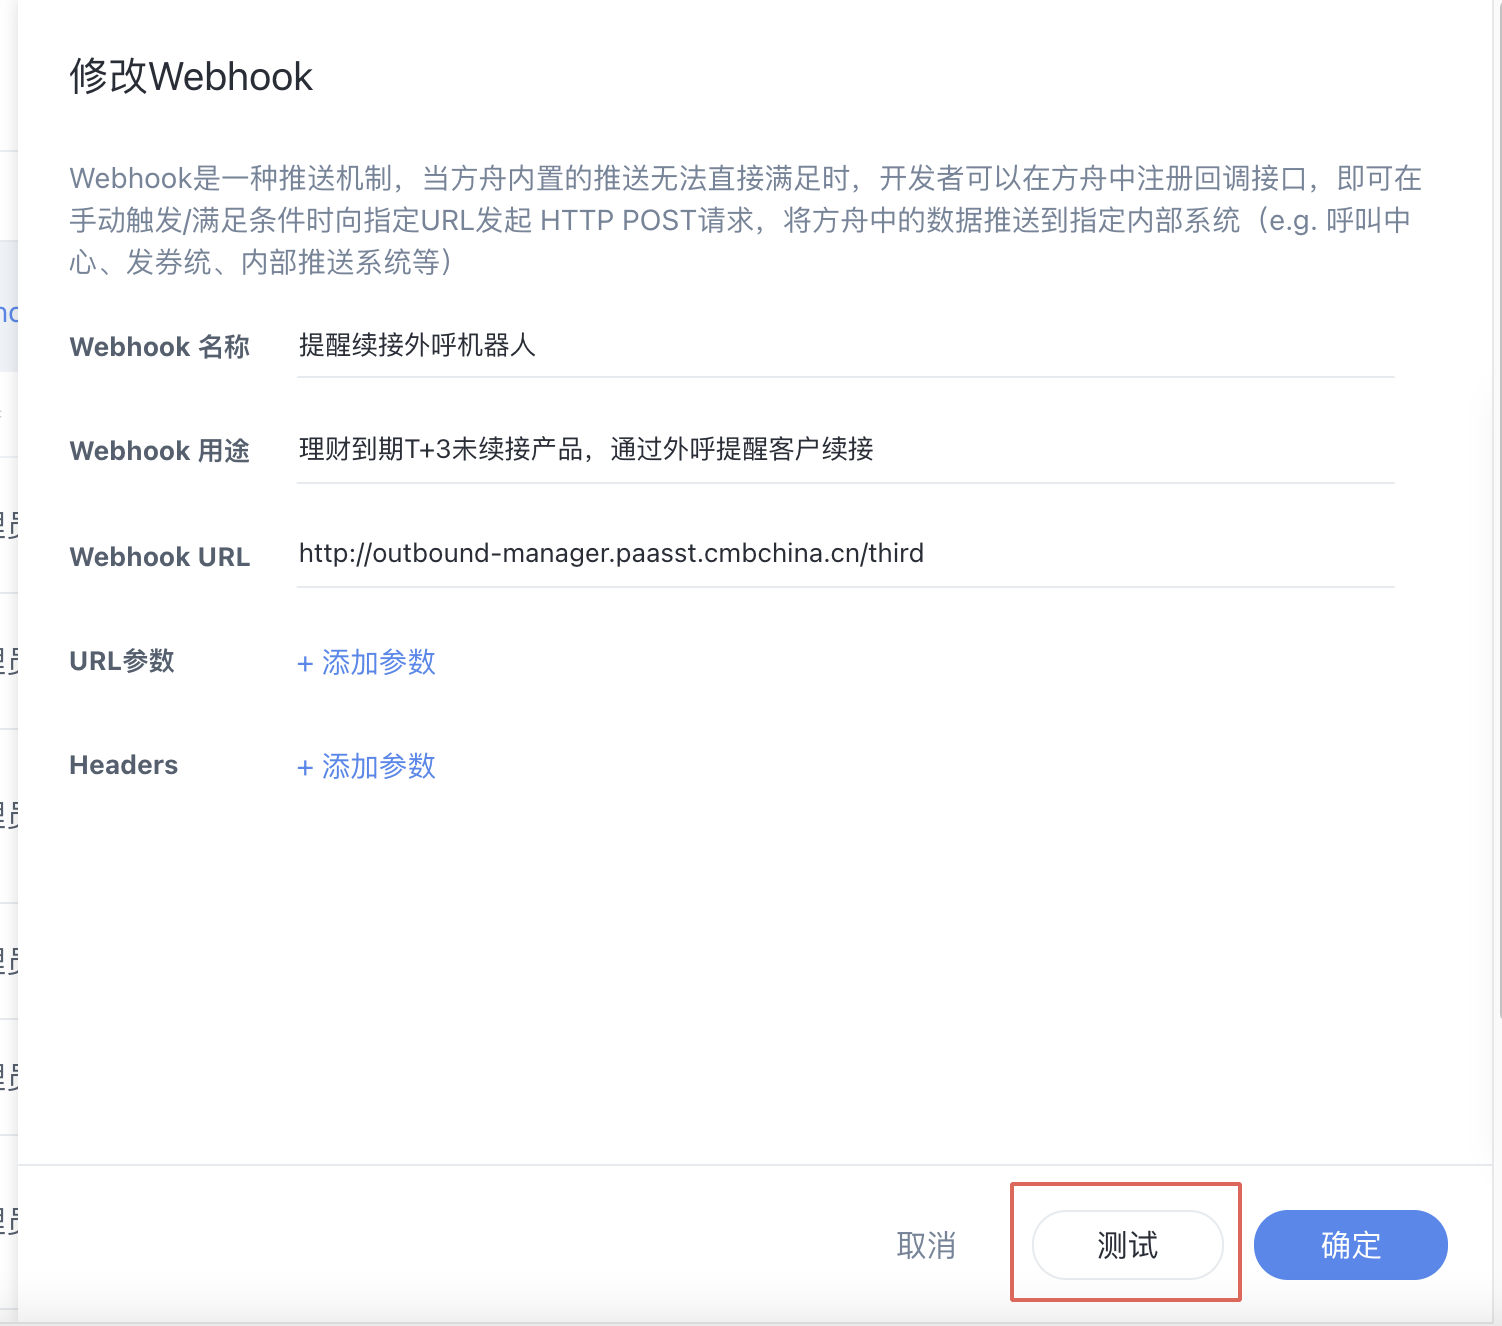 修改Webhook
Webhook是一种推送机制，当方舟内置的推送无法直接满足时，开发者可以在方舟中注册回调接口，即可在
手动触发/满足条件时向指定URL发起 HTTP POST请求，将方舟中的数据推送到指定内部系统（e.g. 呼叫中
心、发券统、内部推送系统等）
Webhook 名称 提醒续接外呼机器人
Webhook 用途 理财到期T+3未续接产品，通过外呼提醒客户续接
Webhook URL http://outbound-manager.paasst.cmbchina.cn/third
URL参数 + 添加参数
Headers + 添加参数
取消 测试 确定